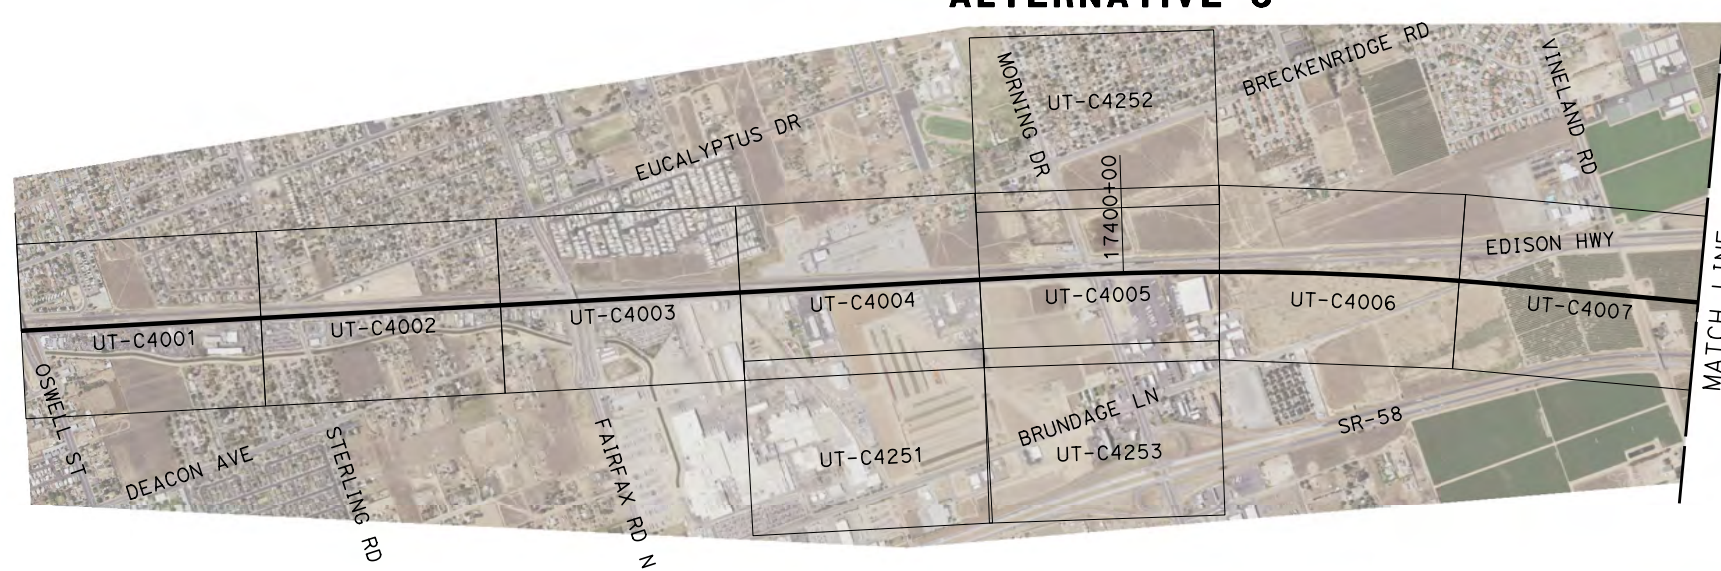 MORNING DR
UT-C4252
BRECKENRIDGE RD
VINELAND RD
EUCALYPTUS DR
17400+00
EDISON HWY
UT-C4001
UT-C4002
UT-C4003
UT-C4004
UT-C4005
UT-C4006
UT-C4007
OSWELL ST
DEACON AVE
STERLING RD
FAIRFAX RD N
UT-C4251
BRUNDAGE LN
UT-C4253
SR-58
MATCH LINE